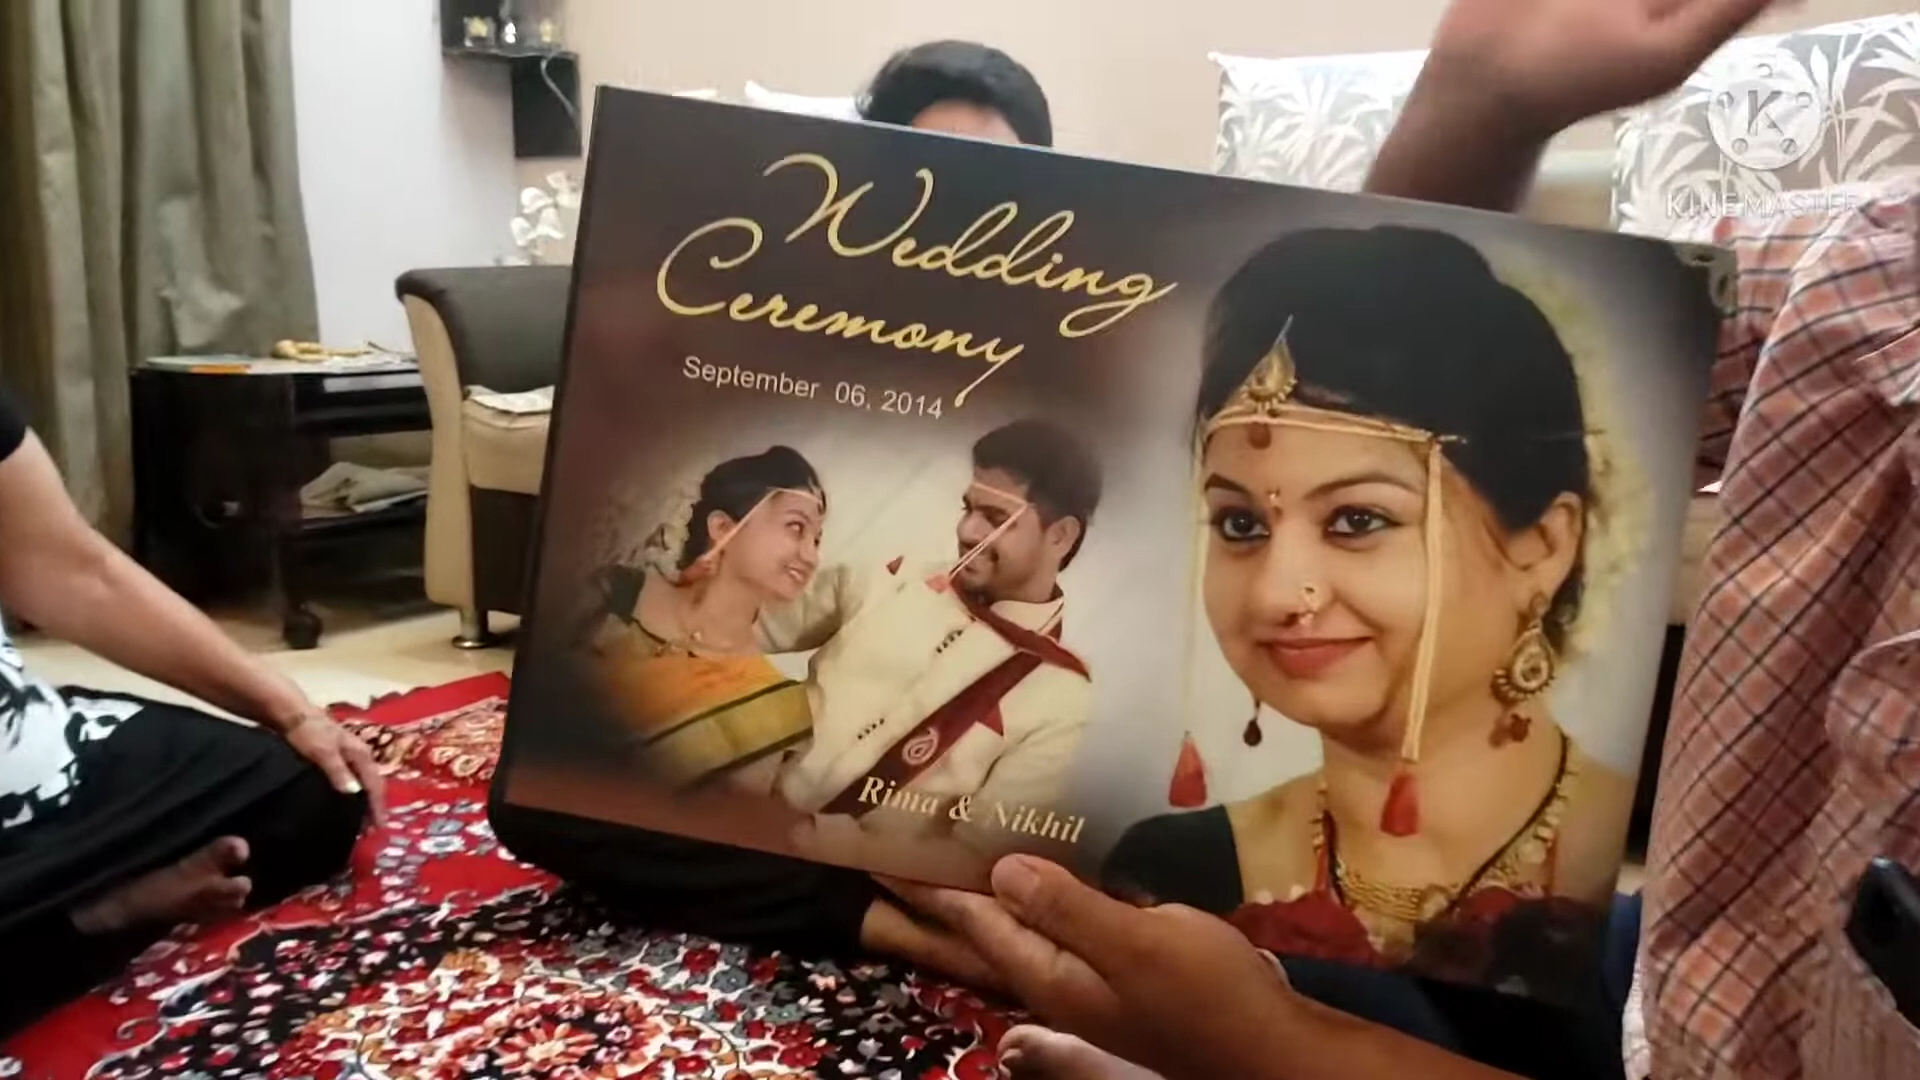 Wedding
Ceremony
September 06, 2014
Rima & Nikhil
K
KINEMASTER